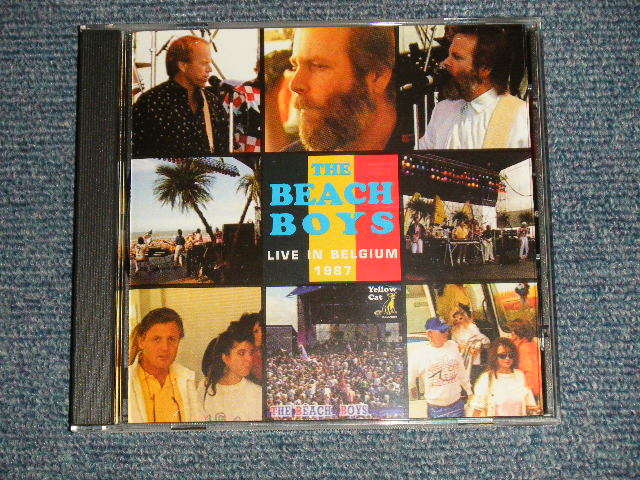 THE
BEACH
BOYS
LIVE IN BELGIUM
1987
Yellow
Cat
THE BEACH BOYS